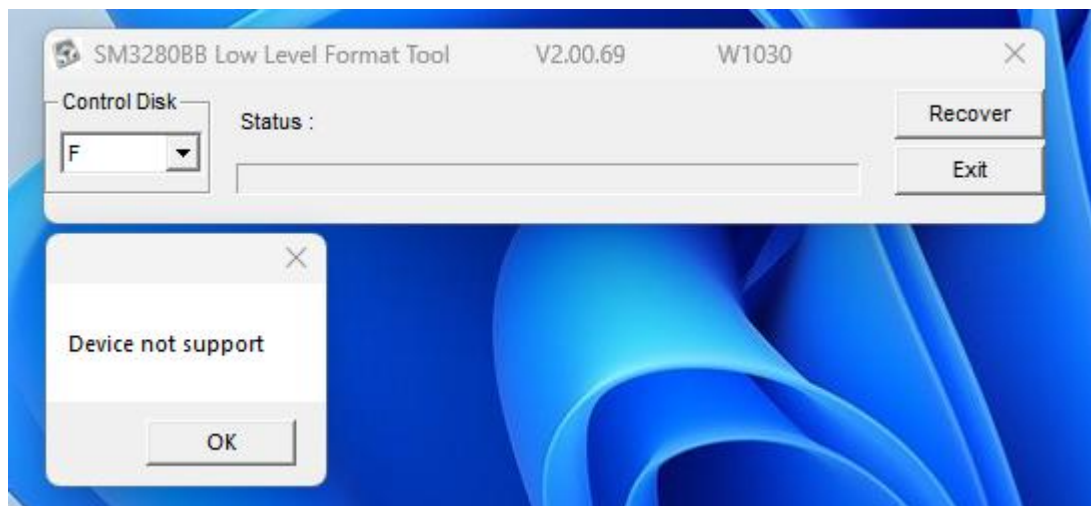 SM3280BB Low Level Format Tool V2.00.69 W1030
Control Disk
F
Status :
Recover
Exit
Device not support
OK